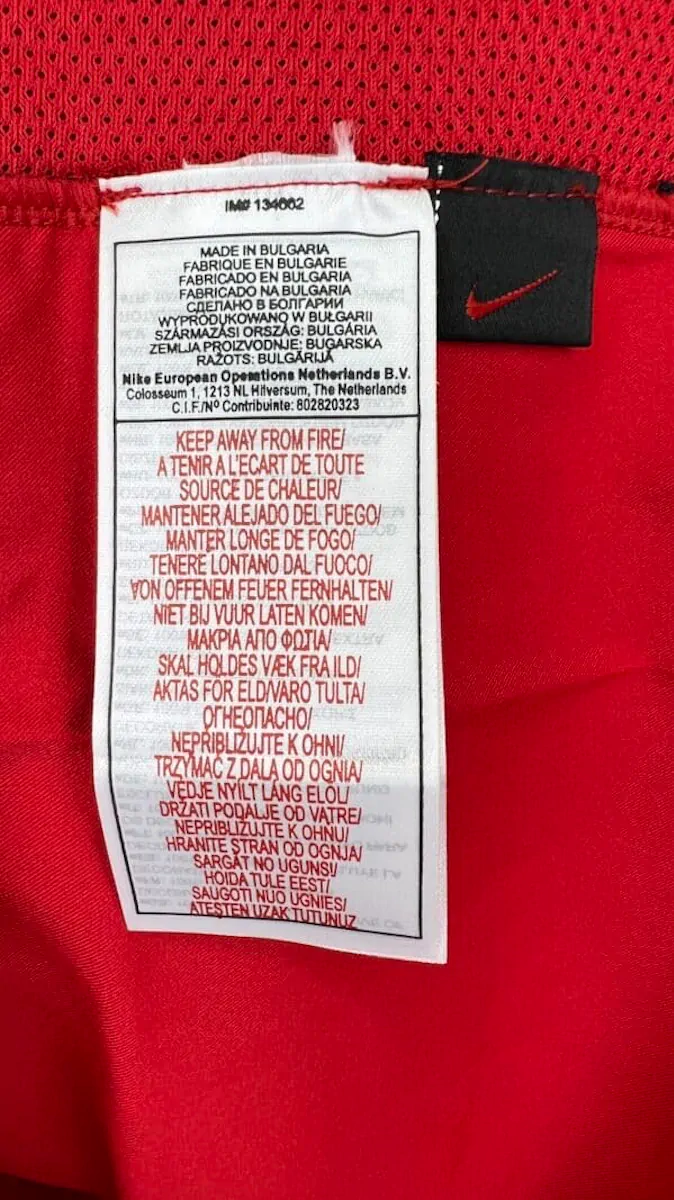 IM# 134662
MADE IN BULGARIA
FABRIQUE EN BULGARIE
FABRICADO EN BULGARIA
FABRICADO NA BULGARIA
СДЕЛАНО В БОЛГАРИИ
WYPRODUKOWANO W BUŁGARII
SZÁRMAZÁSI ORSZÁG: BULGÁRIA
ZEMLJA PROIZVODNJE: BUGARSKA
RAŽOTS: BULGĀRIJĀ
Nike European Operations Netherlands B.V.
Colosseum 1, 1213 NL Hilversum, The Netherlands
C.I.F./Nº Contribuinte: 802820323
KEEP AWAY FROM FIRE/
A TENIR A L'ECART DE TOUTE
SOURCE DE CHALEUR/
MANTENER ALEJADO DEL FUEGO/
MANTER LONGE DE FOGO/
TENERE LONTANO DAL FUOCO/
VON OFFENEM FEUER FERNHALTEN/
NIET BIJ VUUR LATEN KOMEN/
ΜΑΚΡΙΑ ΑΠΟ ΦΩΤΙΑ/
SKAL HOLDES VÆK FRA ILD/
AKTAS FÖR ELD/VARO TULTA/
ОГНЕОПАСНО/
NEPŘIBLIŽUJTE K OHNI/
TRZYMAĆ Z DALA OD OGNIA/
VEDJE NYÍLT LÁNG ELŐL/
DRŽATI PODALJE OD VATRE/
NEPRIBLIŽUJTE K OHŇU/
HRANITE STRAN OD OGNJA/
SARGĀT NO UGUNS!/
HOIDA TULE EEST!/
SAUGOTI NUO UGNIES/
ATEŞTEN UZAK TUTUNUZ